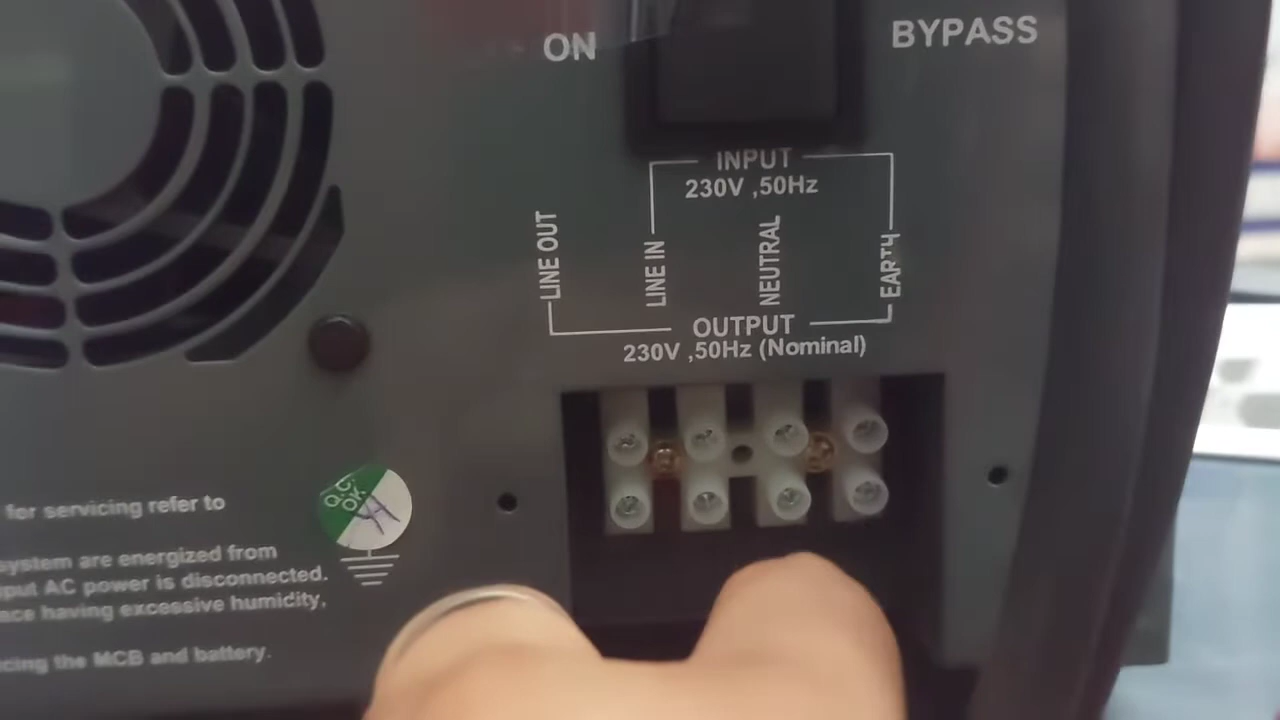 ON
BYPASS
INPUT
230V ,50Hz
LINE OUT
LINE IN
NEUTRAL
EARTH
OUTPUT
230V ,50Hz (Nominal)
Q.C.
OK
for servicing refer to
system are energized from
put AC power is disconnected.
ace having excessive humidity,
cing the MCB and battery.